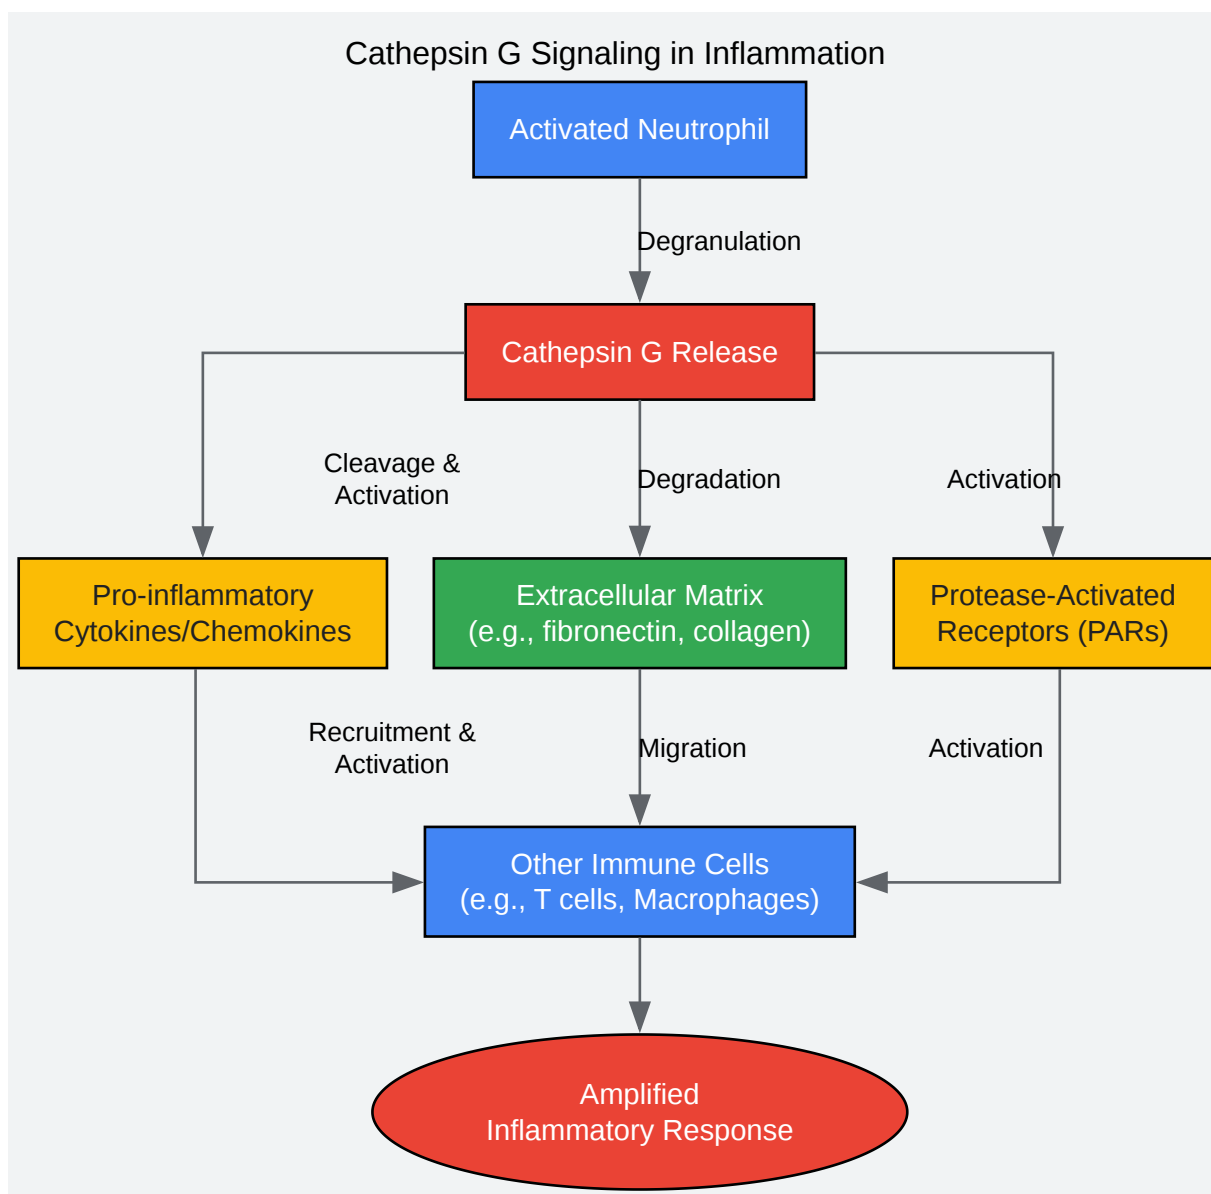 Cathepsin G Signaling in Inflammation
Activated Neutrophil
Degranulation
Cathepsin G Release
Cleavage &
Activation
Degradation
Activation
Pro-inflammatory
Cytokines/Chemokines
Extracellular Matrix
(e.g., fibronectin, collagen)
Protease-Activated
Receptors (PARs)
Recruitment &
Activation
Migration
Activation
Other Immune Cells
(e.g., T cells, Macrophages)
Amplified
Inflammatory Response